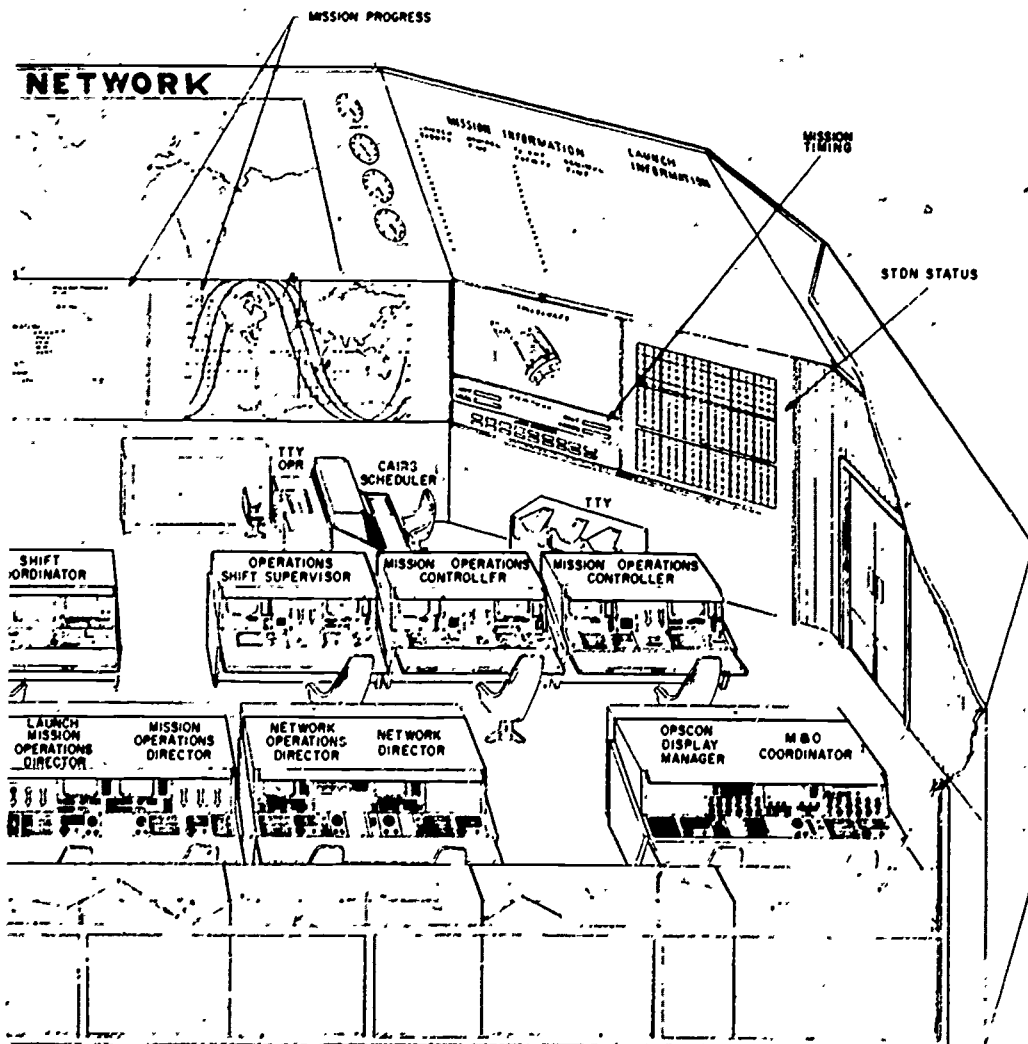 MISSION PROGRESS
NETWORK
MISSION INFORMATION
LAUNCH
INFORMATION
MISSION
TIMING
STDN STATUS
TTY
OPR
CAIRS
SCHEDULER
TTY
SHIFT
OORDINATOR
OPERATIONS
SHIFT SUPERVISOR
MISSION OPERATIONS
CONTROLLER
MISSION OPERATIONS
CONTROLLER
LAUNCH
MISSION
OPERATIONS
DIRECTOR
MISSION
OPERATIONS
DIRECTOR
NETWORK
OPERATIONS
DIRECTOR
NETWORK
DIRECTOR
OPSCON
DISPLAY
MANAGER
M&O
COORDINATOR